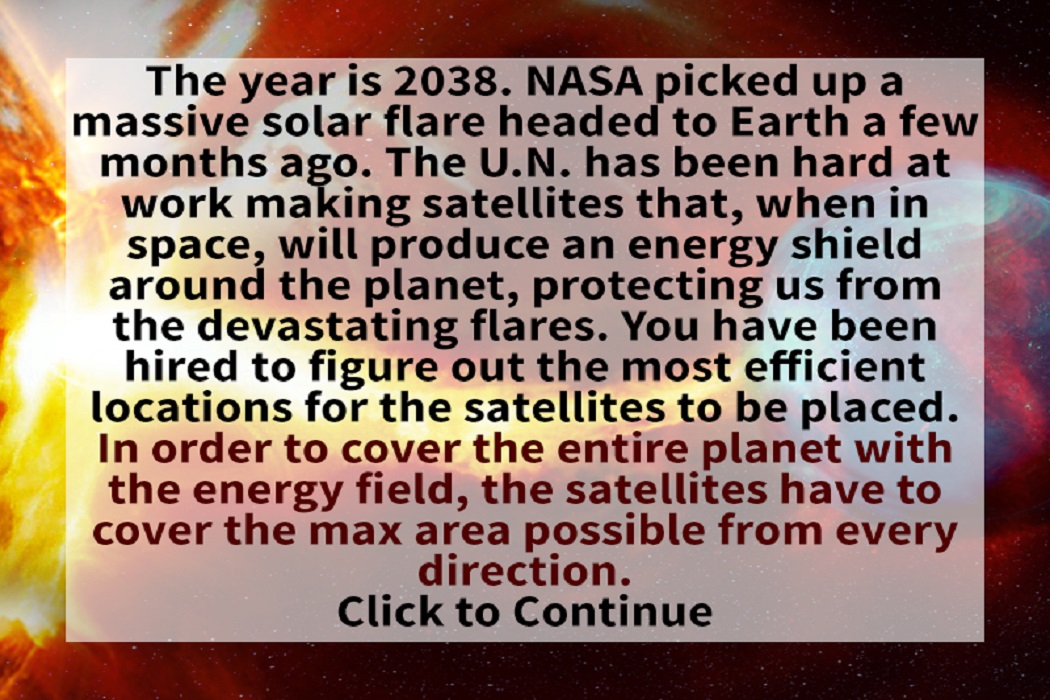 The year is 2038. NASA picked up a
massive solar flare headed to Earth a few
months ago. The U.N. has been hard at
work making satellites that, when in
space, will produce an energy shield
around the planet, protecting us from
the devastating flares. You have been
hired to figure out the most efficient
locations for the satellites to be placed.
In order to cover the entire planet with
the energy field, the satellites have to
cover the max area possible from every
direction.
Click to Continue